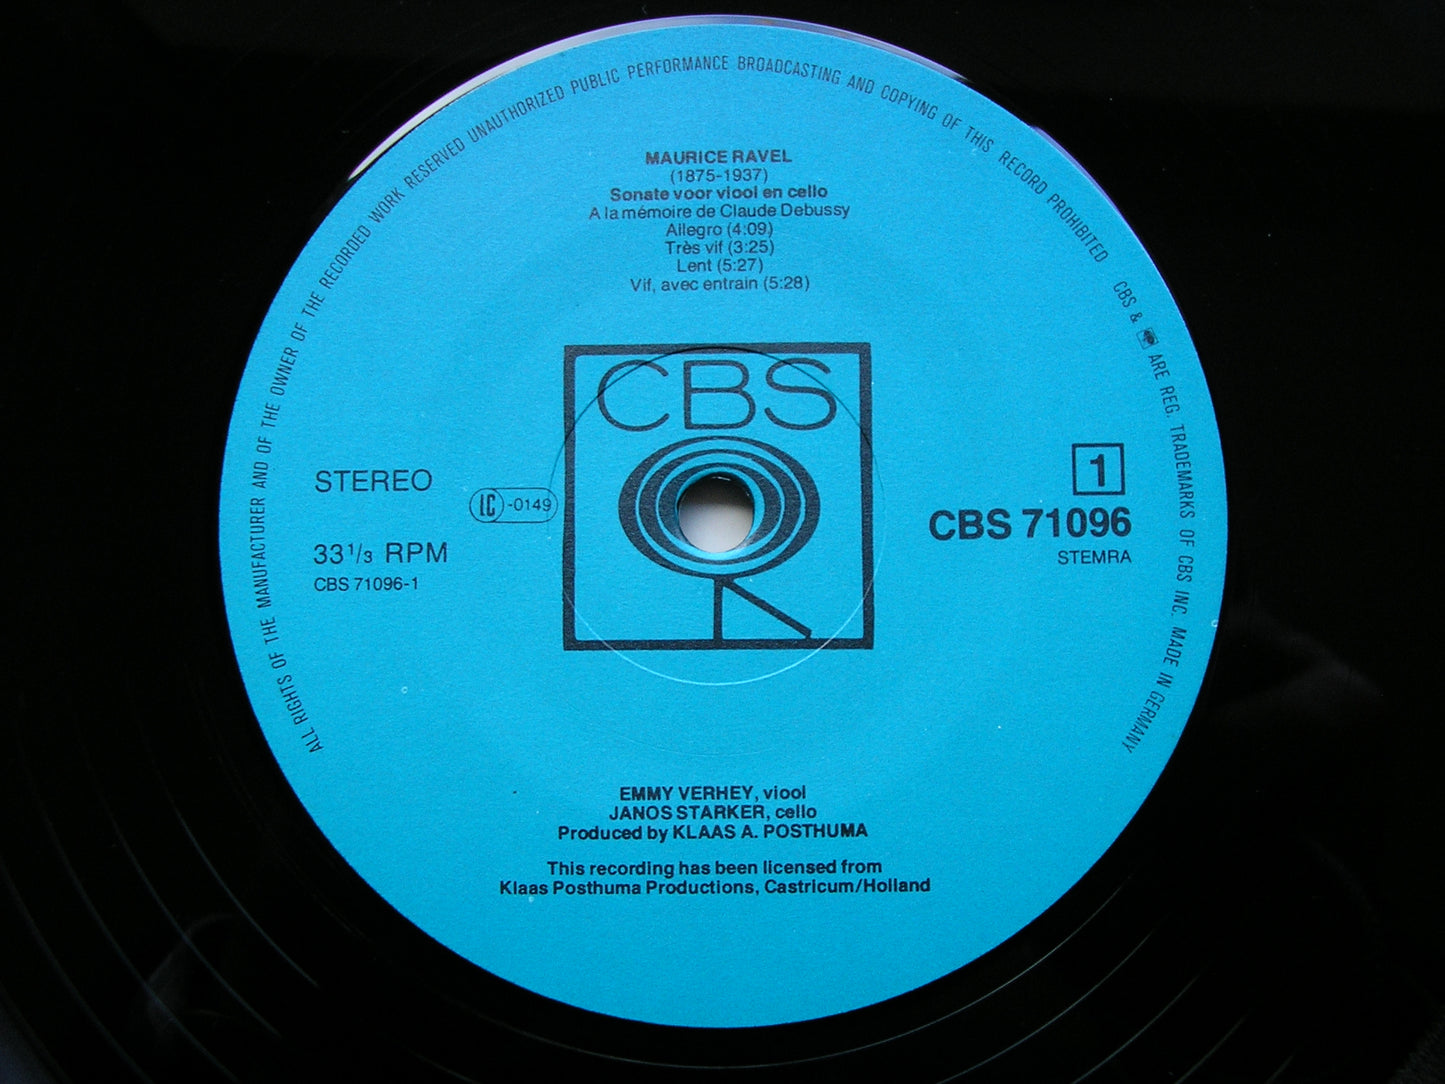 ALL RIGHTS OF THE MANUFACTURER AND OF THE OWNER OF THE RECORDED WORK RESERVED UNAUTHORIZED PUBLIC PERFORMANCE BROADCASTING AND COPYING OF THIS RECORD PROHIBITED CBS & ARE REG. TRADEMARKS OF CBS INC. MADE IN GERMANY
MAURICE RAVEL
(1875-1937)
Sonate voor viool en cello
A la mémoire de Claude Debussy
Allegro (4:09)
Très vif (3:25)
Lent (5:27)
Vif, avec entrain (5:28)
CBS
STEREO
LC-0149
33 1/3 RPM
CBS 71096-1
1
CBS 71096
STEMRA
EMMY VERHEY, viool
JANOS STARKER, cello
Produced by KLAAS A. POSTHUMA
This recording has been licensed from
Klaas Posthuma Productions, Castricum/Holland